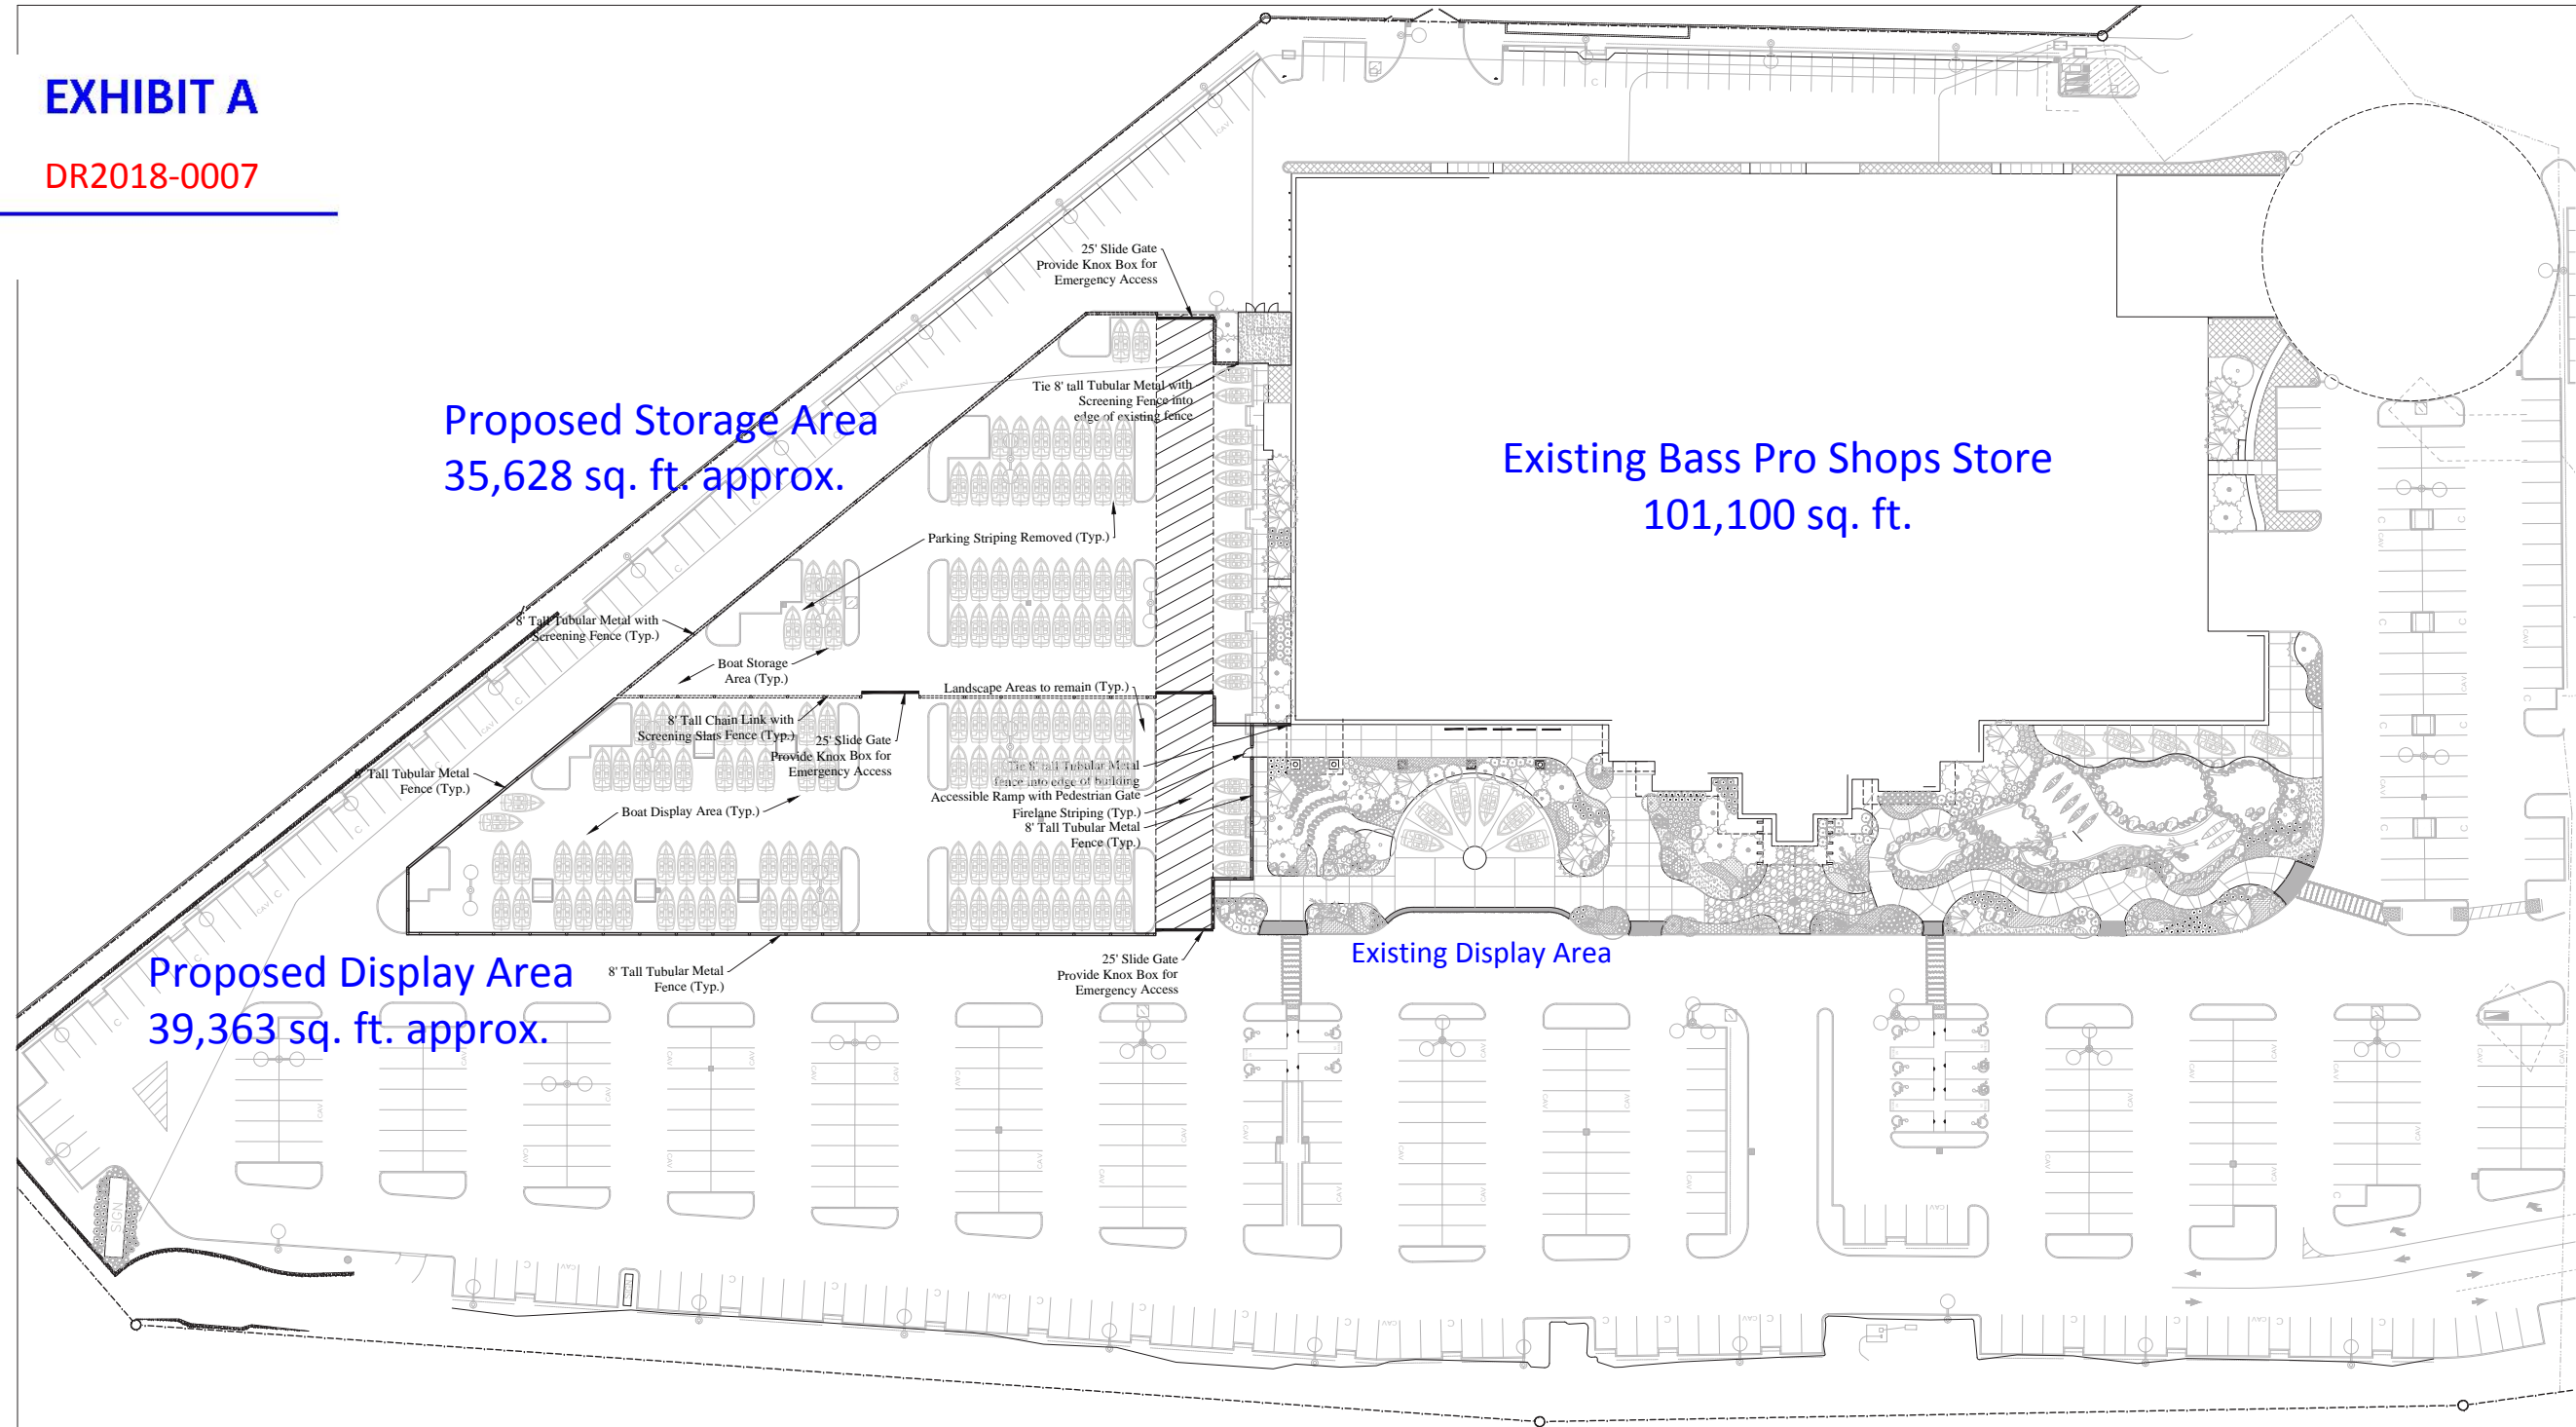 EXHIBIT A
DR2018-0007
25' Slide Gate
Provide Knox Box for
Emergency Access
Tie 8' tall Tubular Metal with
Screening Fence into
edge of existing fence
Proposed Storage Area
35,628 sq. ft. approx.
Existing Bass Pro Shops Store
101,100 sq. ft.
Parking Striping Removed (Typ.)
8' Tall Tubular Metal with
Screening Fence (Typ.)
Boat Storage
Area (Typ.)
Landscape Areas to remain (Typ.)
8' Tall Chain Link with
Screening Slats Fence (Typ.)
25' Slide Gate
Provide Knox Box for
Emergency Access
8' Tall Tubular Metal
Fence (Typ.)
Tie 8' tall Tubular Metal
fence into edge of building
Accessible Ramp with Pedestrian Gate
Firelane Striping (Typ.)
8' Tall Tubular Metal
Fence (Typ.)
Boat Display Area (Typ.)
Existing Display Area
Proposed Display Area
39,363 sq. ft. approx.
8' Tall Tubular Metal
Fence (Typ.)
25' Slide Gate
Provide Knox Box for
Emergency Access
SIGN